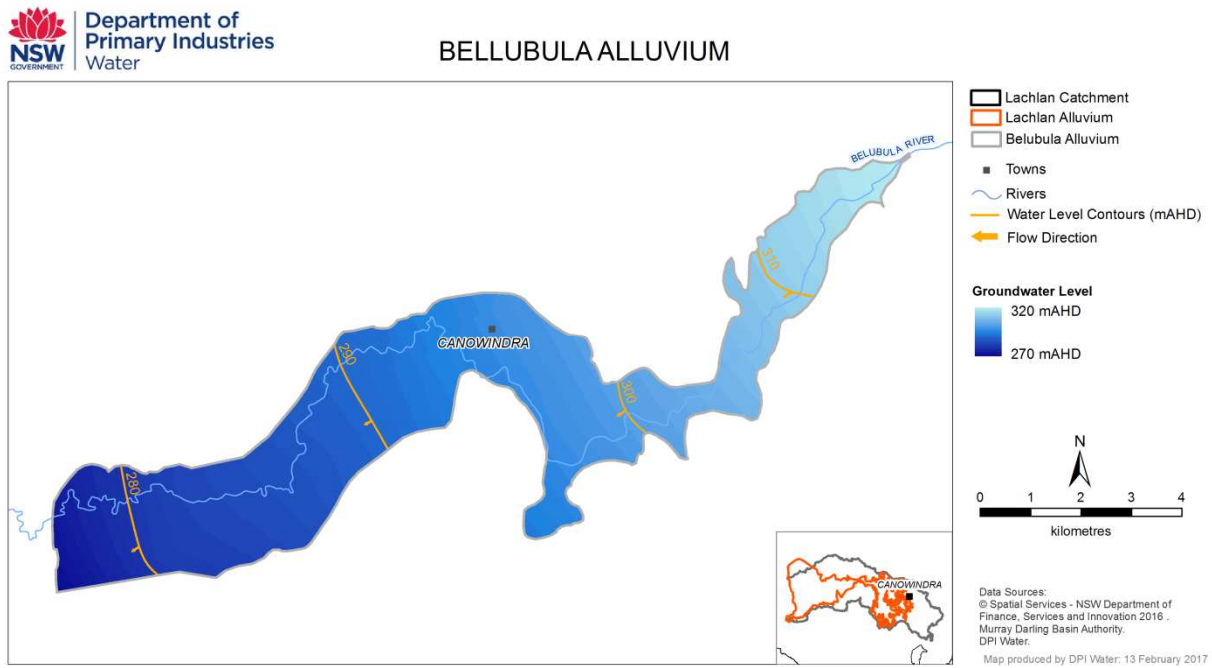 NSW
GOVERNMENT
Department of
Primary Industries
Water
BELLUBULA ALLUVIUM
BELUBULA RIVER
310
300
290
280
CANOWINDRA
Lachlan Catchment
Lachlan Alluvium
Belubula Alluvium
Towns
Rivers
Water Level Contours (mAHD)
Flow Direction
Groundwater Level
320 mAHD
270 mAHD
N
0 1 2 3 4
kilometres
CANOWINDRA
Data Sources:
© Spatial Services - NSW Department of
Finance, Services and Innovation 2016 .
Murray Darling Basin Authority.
DPI Water.
Map produced by DPI Water: 13 February 2017